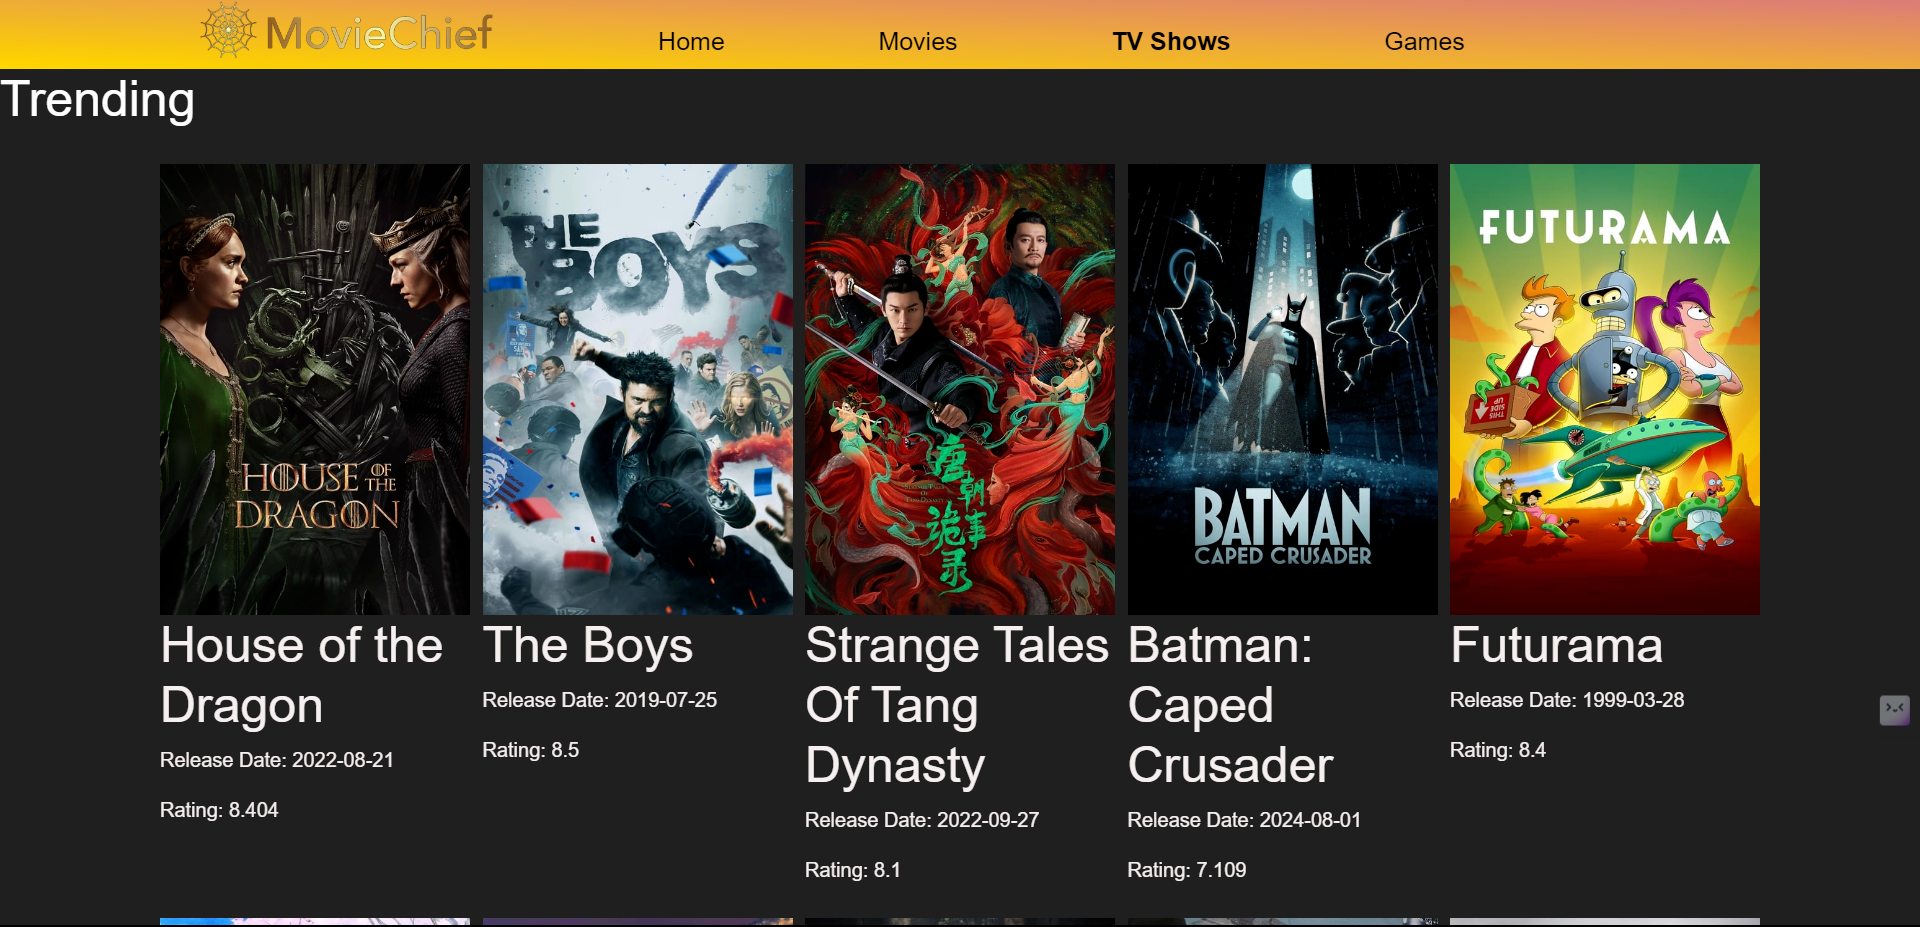 MovieChief
Home
Movies
TV Shows
Games
Trending
HOUSE OF THE
DRAGON
THE
BOYS
唐朝
诡事
录
BATMAN
CAPED CRUSADER
FUTURAMA
THIS
SIDE
UP
House of the
Dragon
Release Date: 2022-08-21
Rating: 8.404
The Boys
Release Date: 2019-07-25
Rating: 8.5
Strange Tales
Of Tang
Dynasty
Release Date: 2022-09-27
Rating: 8.1
Batman:
Caped
Crusader
Release Date: 2024-08-01
Rating: 7.109
Futurama
Release Date: 1999-03-28
Rating: 8.4